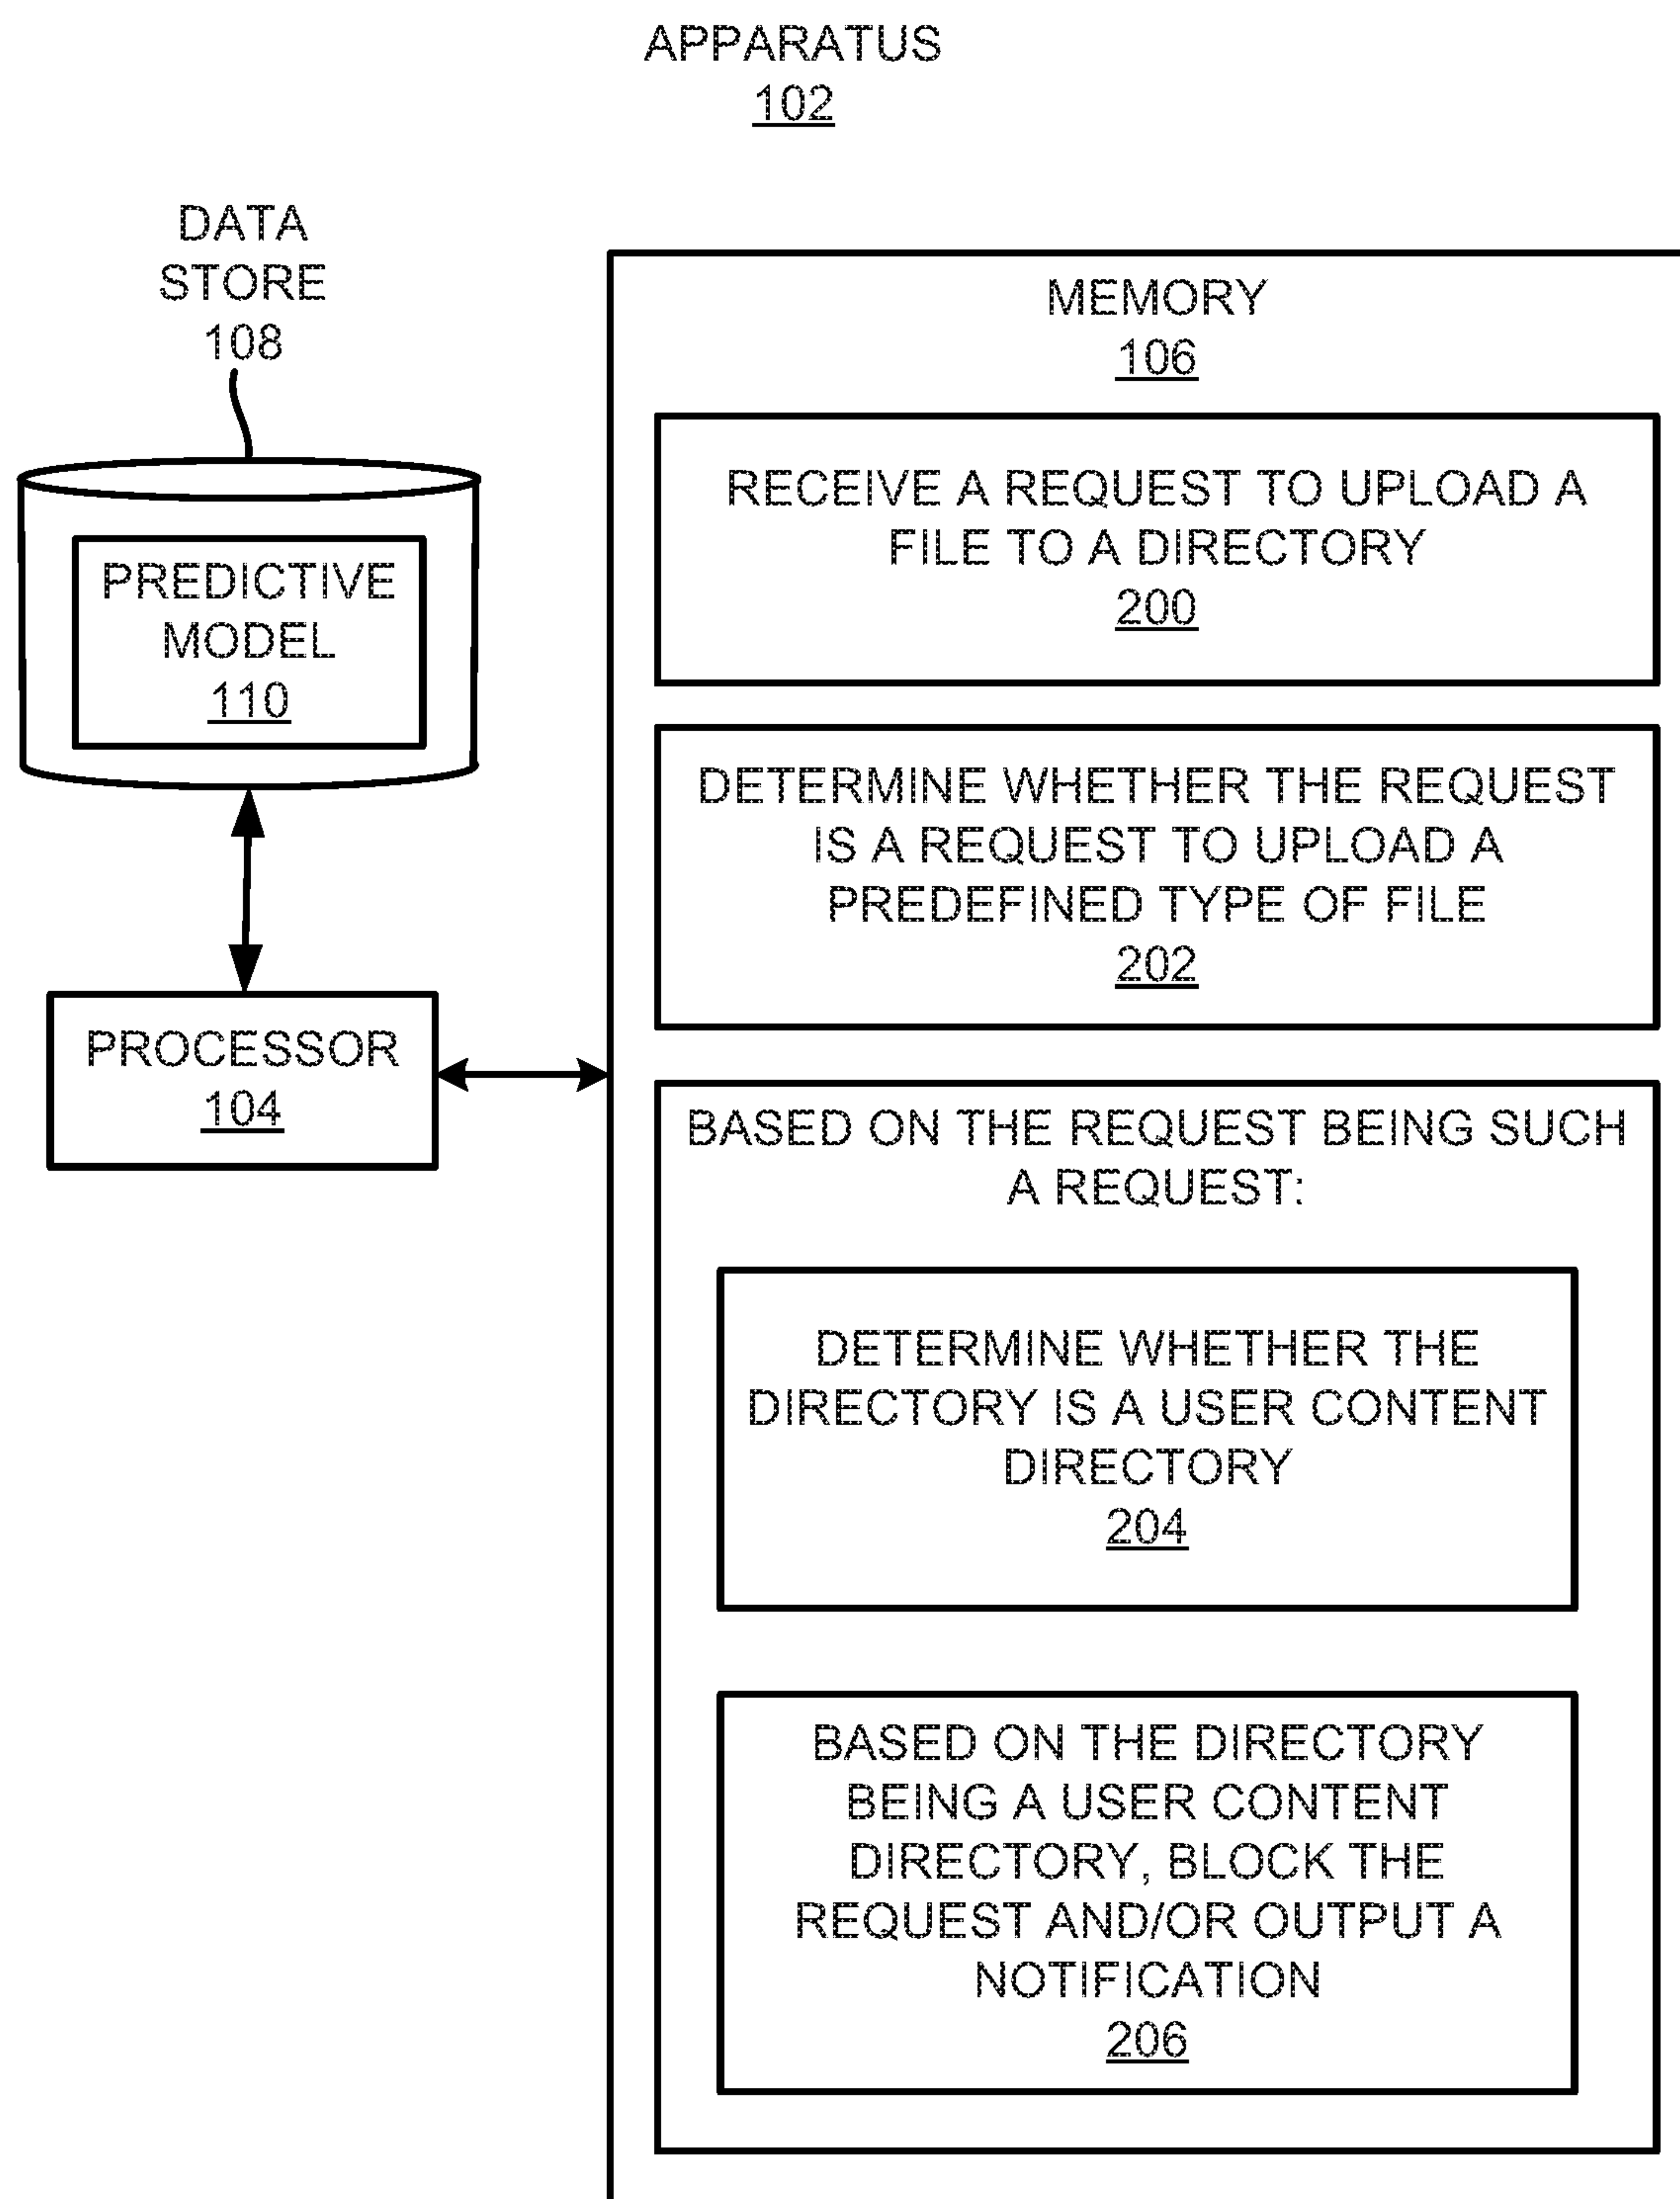 APPARATUS
102
DATA
STORE
108
PREDICTIVE
MODEL
110
PROCESSOR
104
MEMORY
106
RECEIVE A REQUEST TO UPLOAD A
FILE TO A DIRECTORY
200
DETERMINE WHETHER THE REQUEST
IS A REQUEST TO UPLOAD A
PREDEFINED TYPE OF FILE
202
BASED ON THE REQUEST BEING SUCH
A REQUEST:
DETERMINE WHETHER THE
DIRECTORY IS A USER CONTENT
DIRECTORY
204
BASED ON THE DIRECTORY
BEING A USER CONTENT
DIRECTORY, BLOCK THE
REQUEST AND/OR OUTPUT A
NOTIFICATION
206